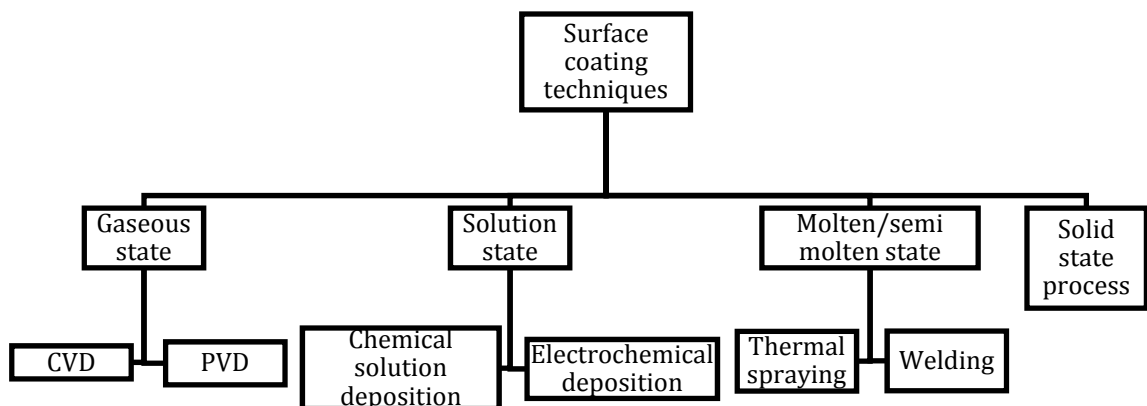 Surface
coating
techniques
Gaseous
state
Solution
state
Molten/semi
molten state
Solid
state
process
CVD
PVD
Chemical
solution
deposition
Electrochemical
deposition
Thermal
spraying
Welding